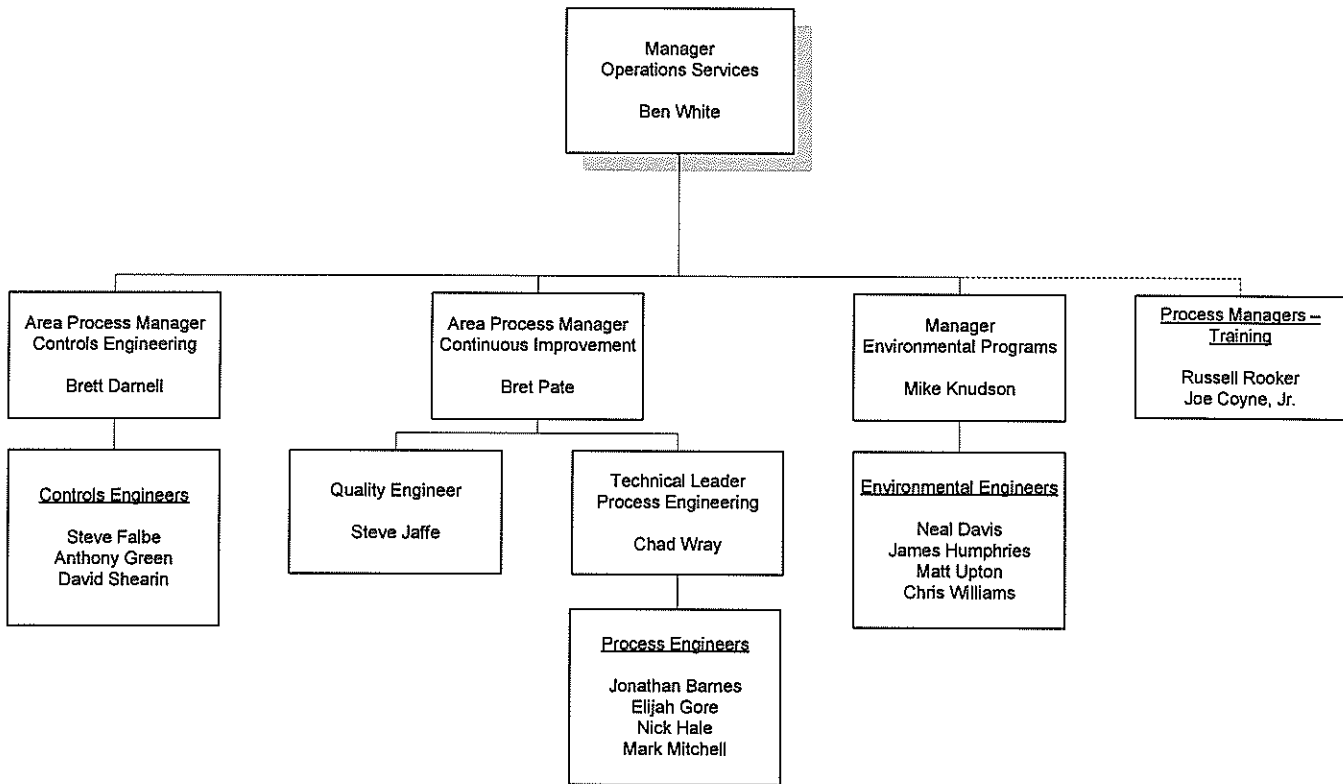 Manager
Operations Services
Ben White
Area Process Manager
Controls Engineering
Brett Darnell
Area Process Manager
Continuous Improvement
Bret Pate
Manager
Environmental Programs
Mike Knudson
Process Managers –
Training
Russell Rooker
Joe Coyne, Jr.
Controls Engineers
Steve Falbe
Anthony Green
David Shearin
Quality Engineer
Steve Jaffe
Technical Leader
Process Engineering
Chad Wray
Environmental Engineers
Neal Davis
James Humphries
Matt Upton
Chris Williams
Process Engineers
Jonathan Barnes
Elijah Gore
Nick Hale
Mark Mitchell